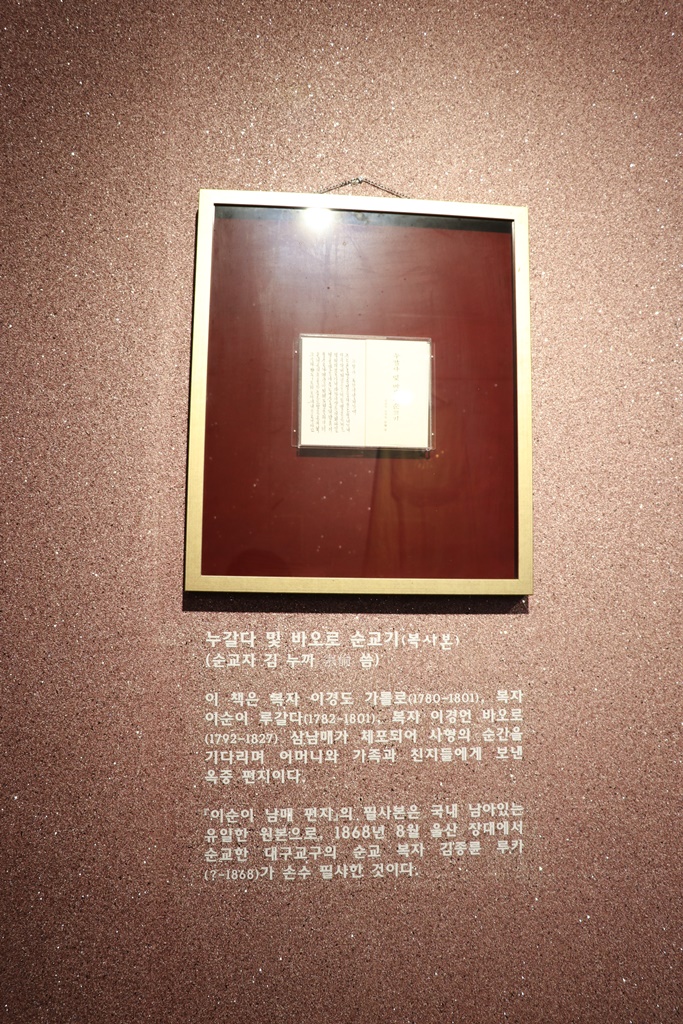 누갈다 및 바오로 순교기(복사본)
(순교자 김 누까 씀)
이 책은 복자 이경도 가롤로(1780-1801), 복자
이순이 루갈다(1782-1801), 복자 이경언 바오로
(1792-1827) 삼남매가 체포되어 사형의 순간을
기다리며 어머니와 가족과 친지들에게 보낸
옥중 편지이다.
『이순이 남매 편지』의 필사본은 국내 남아있는
유일한 원본으로, 1868년 8월 울산 장대에서
순교한 대구교구의 순교 복자 김종륜 루카
(?-1868)가 손수 필사한 것이다.